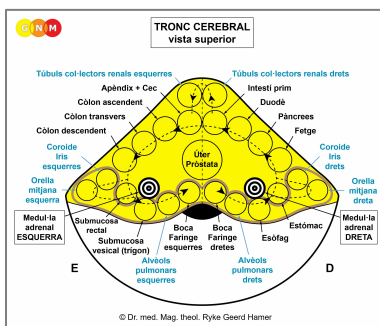 GNM
TRONC CEREBRAL
vista superior
Túbuls col·lectors renals esquerres
Túbuls col·lectors renals drets
Apèndix + Cec
Intestí prim
Còlon ascendent
Duodè
Còlon transvers
Pàncrees
Còlon descendent
Fetge
Coroide
Iris
esquerres
Coroide
Iris
drets
Úter
Pròstata
Orella
mitjana
esquerra
Orella
mitjana
dreta
Medul·la
adrenal
ESQUERRA
Submucosa
rectal
Submucosa
vesical (trígon)
Boca
Faringe
esquerres
Boca
Faringe
dretes
Esòfag
Estómac
Medul·la
adrenal
DRETA
Alvèols
pulmonars
esquerres
Alvèols
pulmonars
drets
E
D
© Dr. med. Mag. theol. Ryke Geerd Hamer